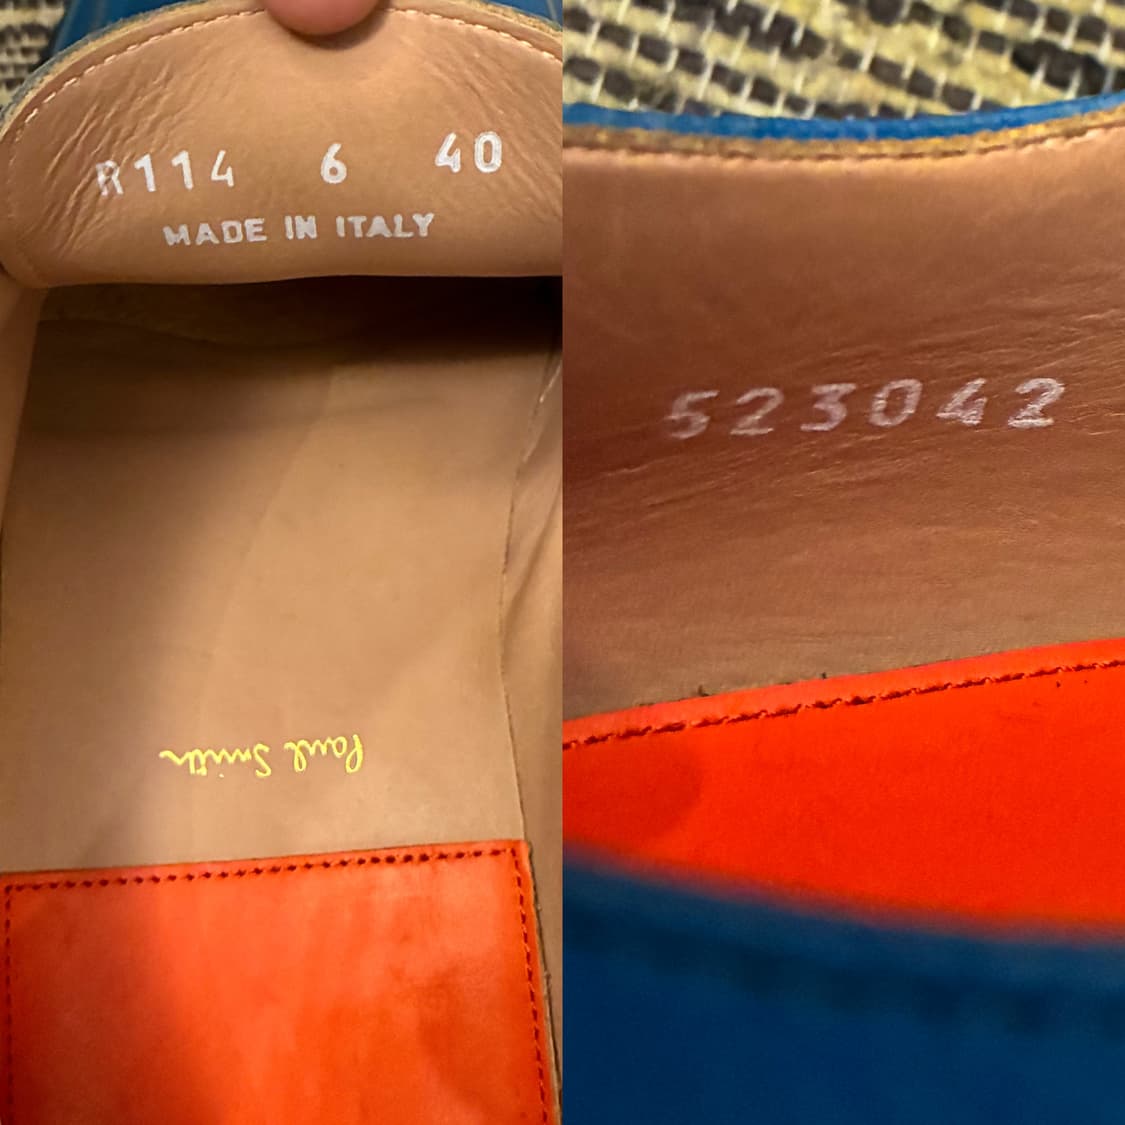 R114 6 40
MADE IN ITALY
Paul Smith
523042